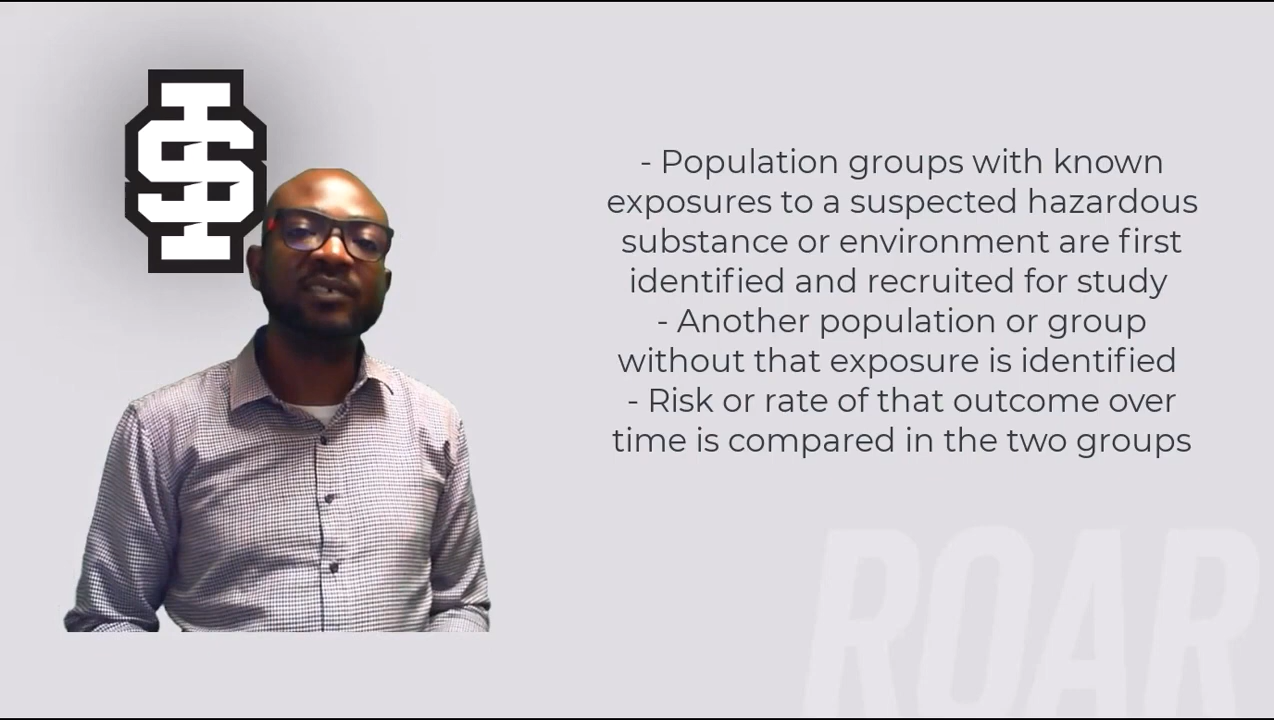 IS
- Population groups with known
exposures to a suspected hazardous
substance or environment are first
identified and recruited for study
- Another population or group
without that exposure is identified
- Risk or rate of that outcome over
time is compared in the two groups
ROAR